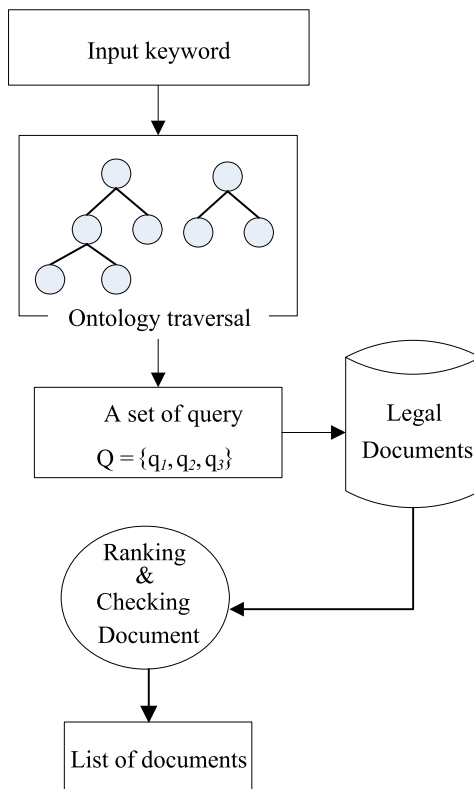 Input keyword
Ontology traversal
A set of query
Q = {q1, q2, q3}
Legal
Documents
Ranking
&
Checking
Document
List of documents